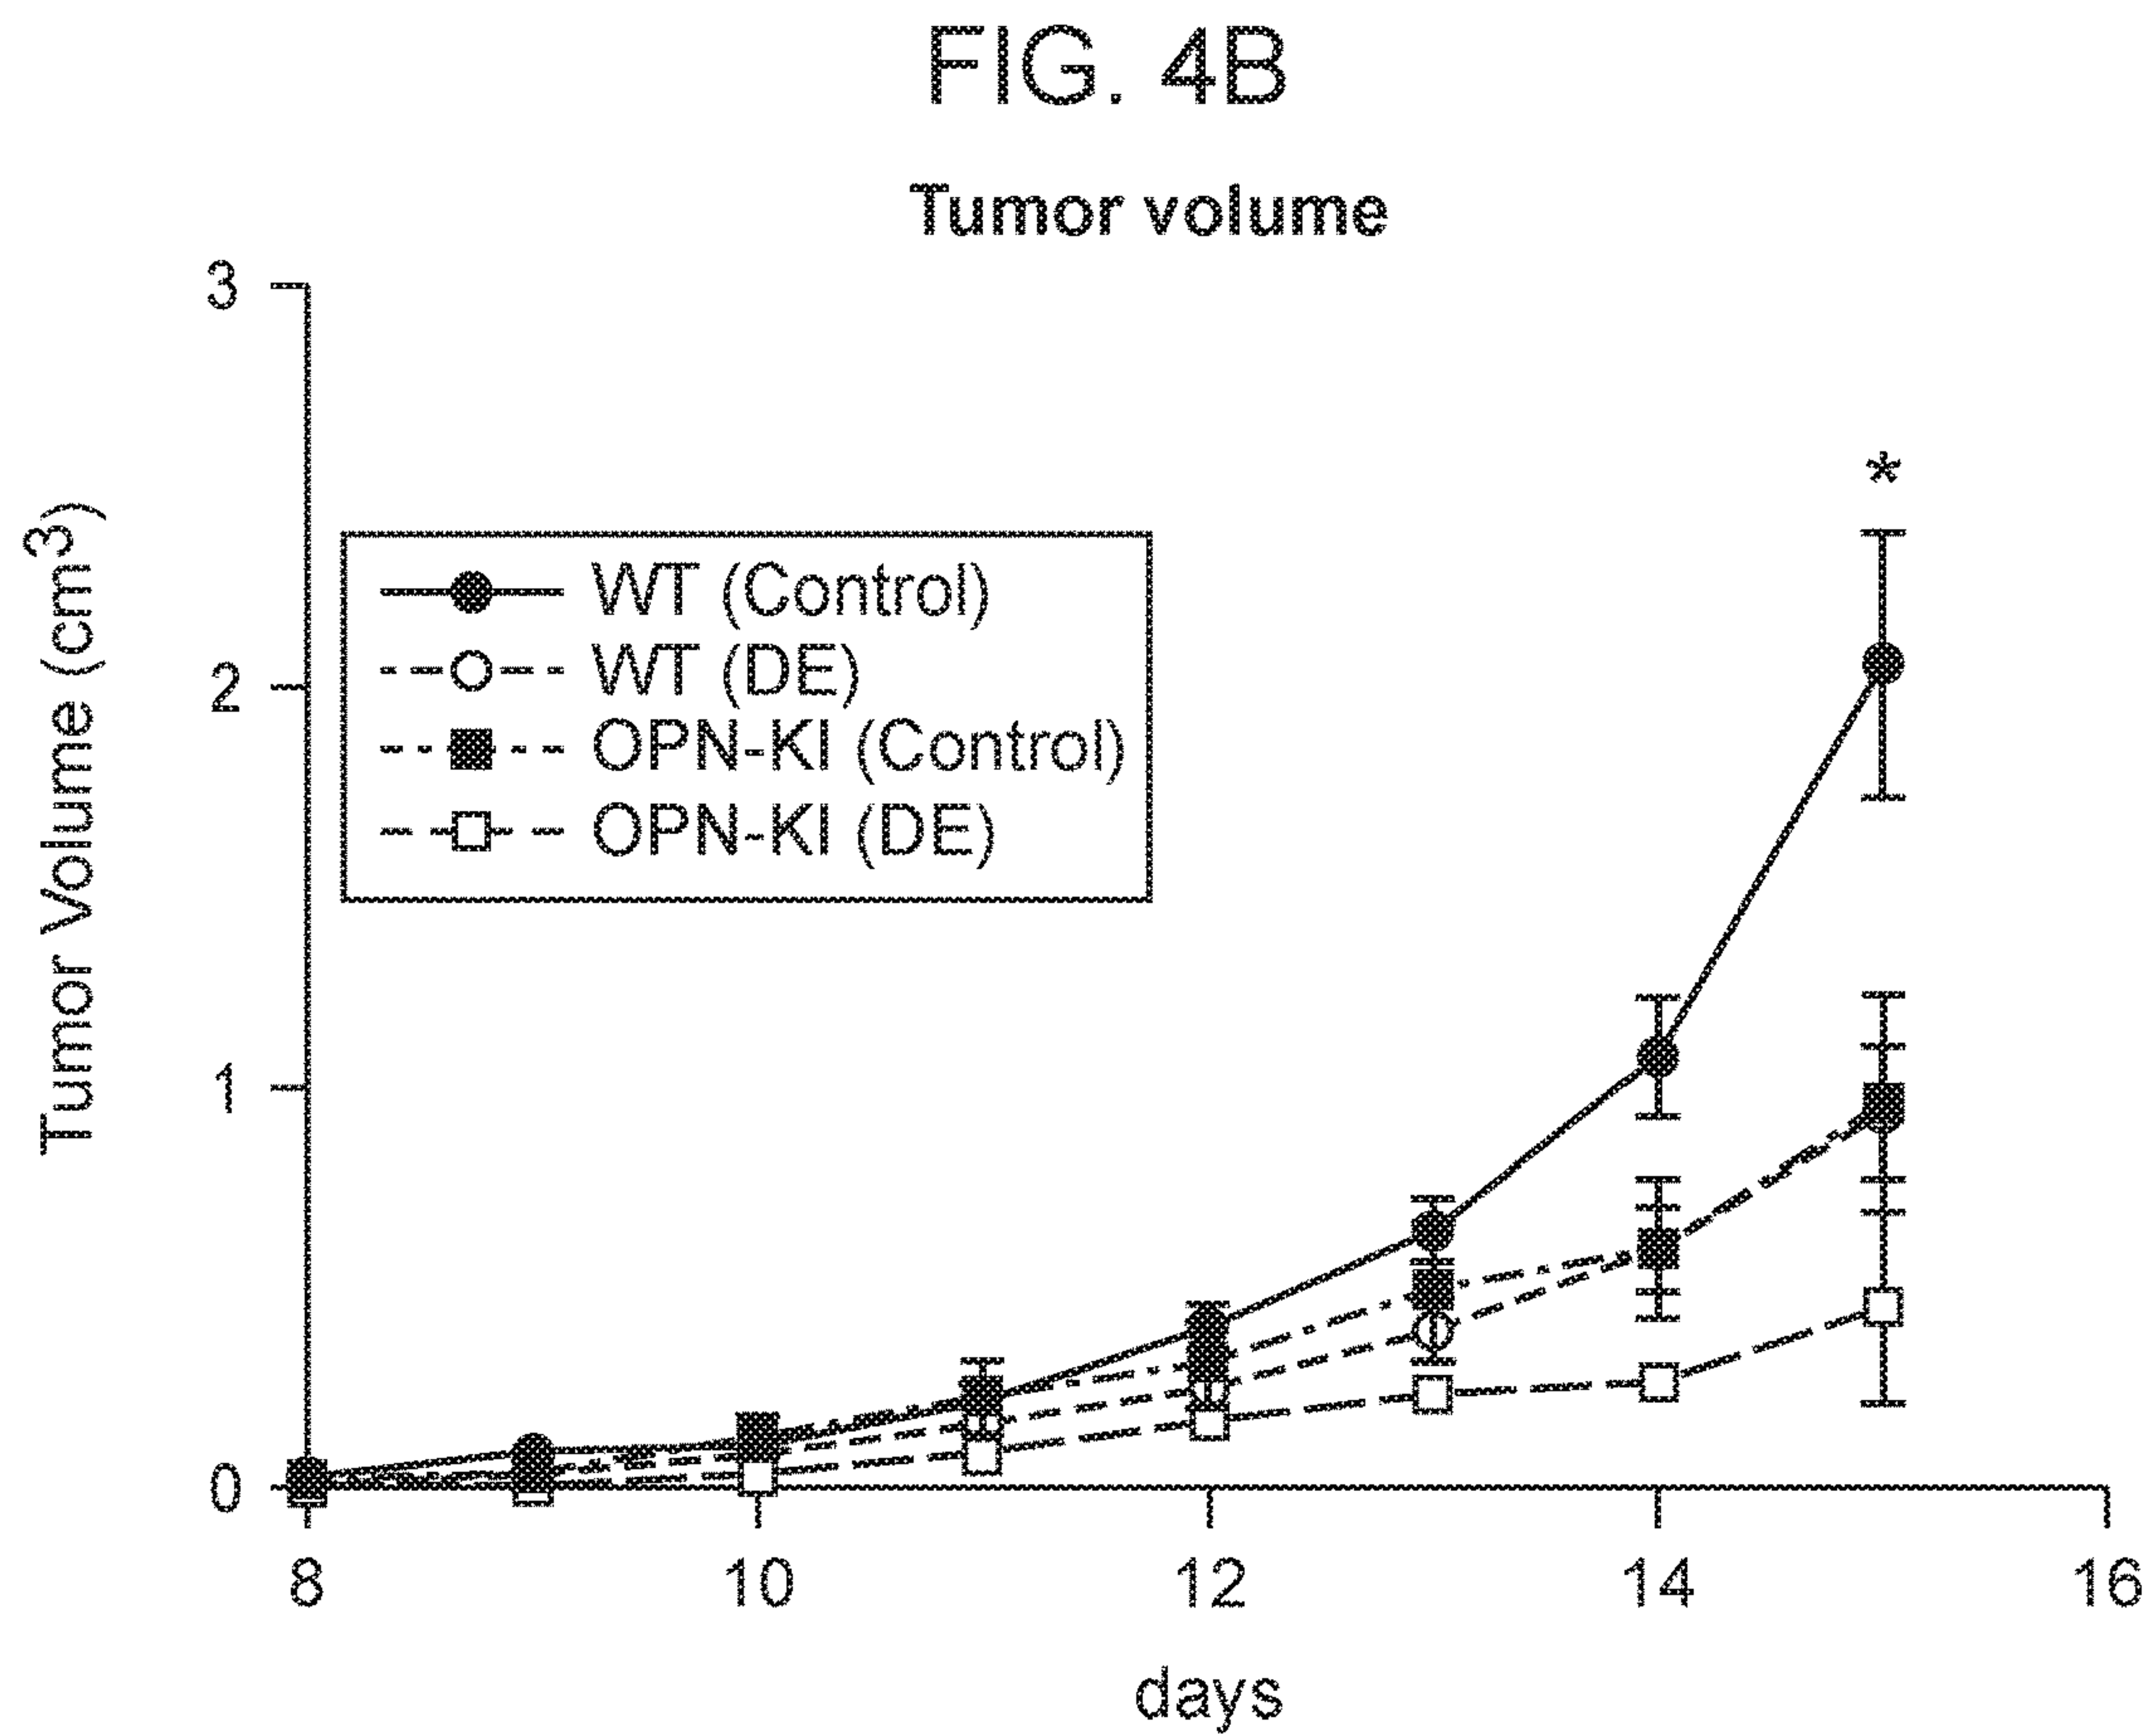 FIG. 4B
Tumor volume
Tumor Volume (cm³)
3
2
1
0
WT (Control)
WT (DE)
OPN-KI (Control)
OPN-KI (DE)
*
8
10
12
14
16
days